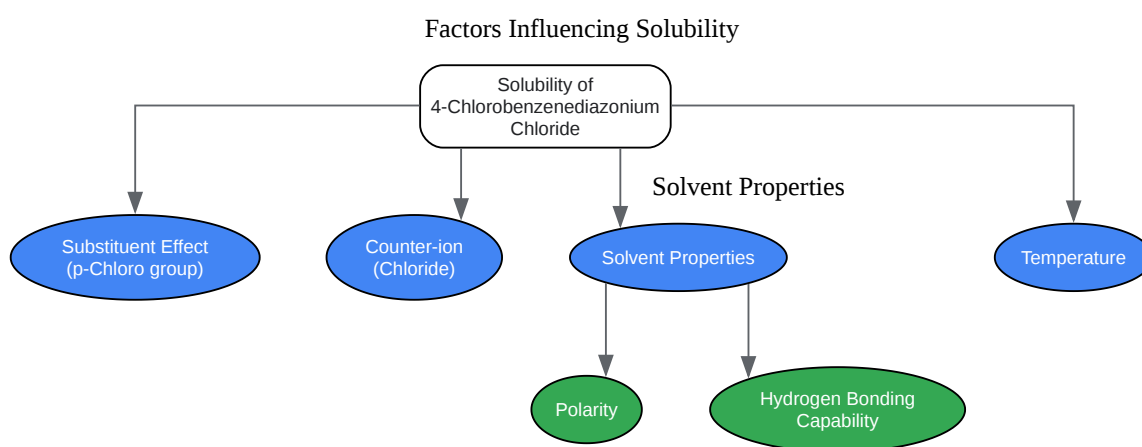 Factors Influencing Solubility
Solubility of
4-Chlorobenzenediazonium
Chloride
Solvent Properties
Substituent Effect
(p-Chloro group)
Counter-ion
(Chloride)
Solvent Properties
Temperature
Polarity
Hydrogen Bonding
Capability